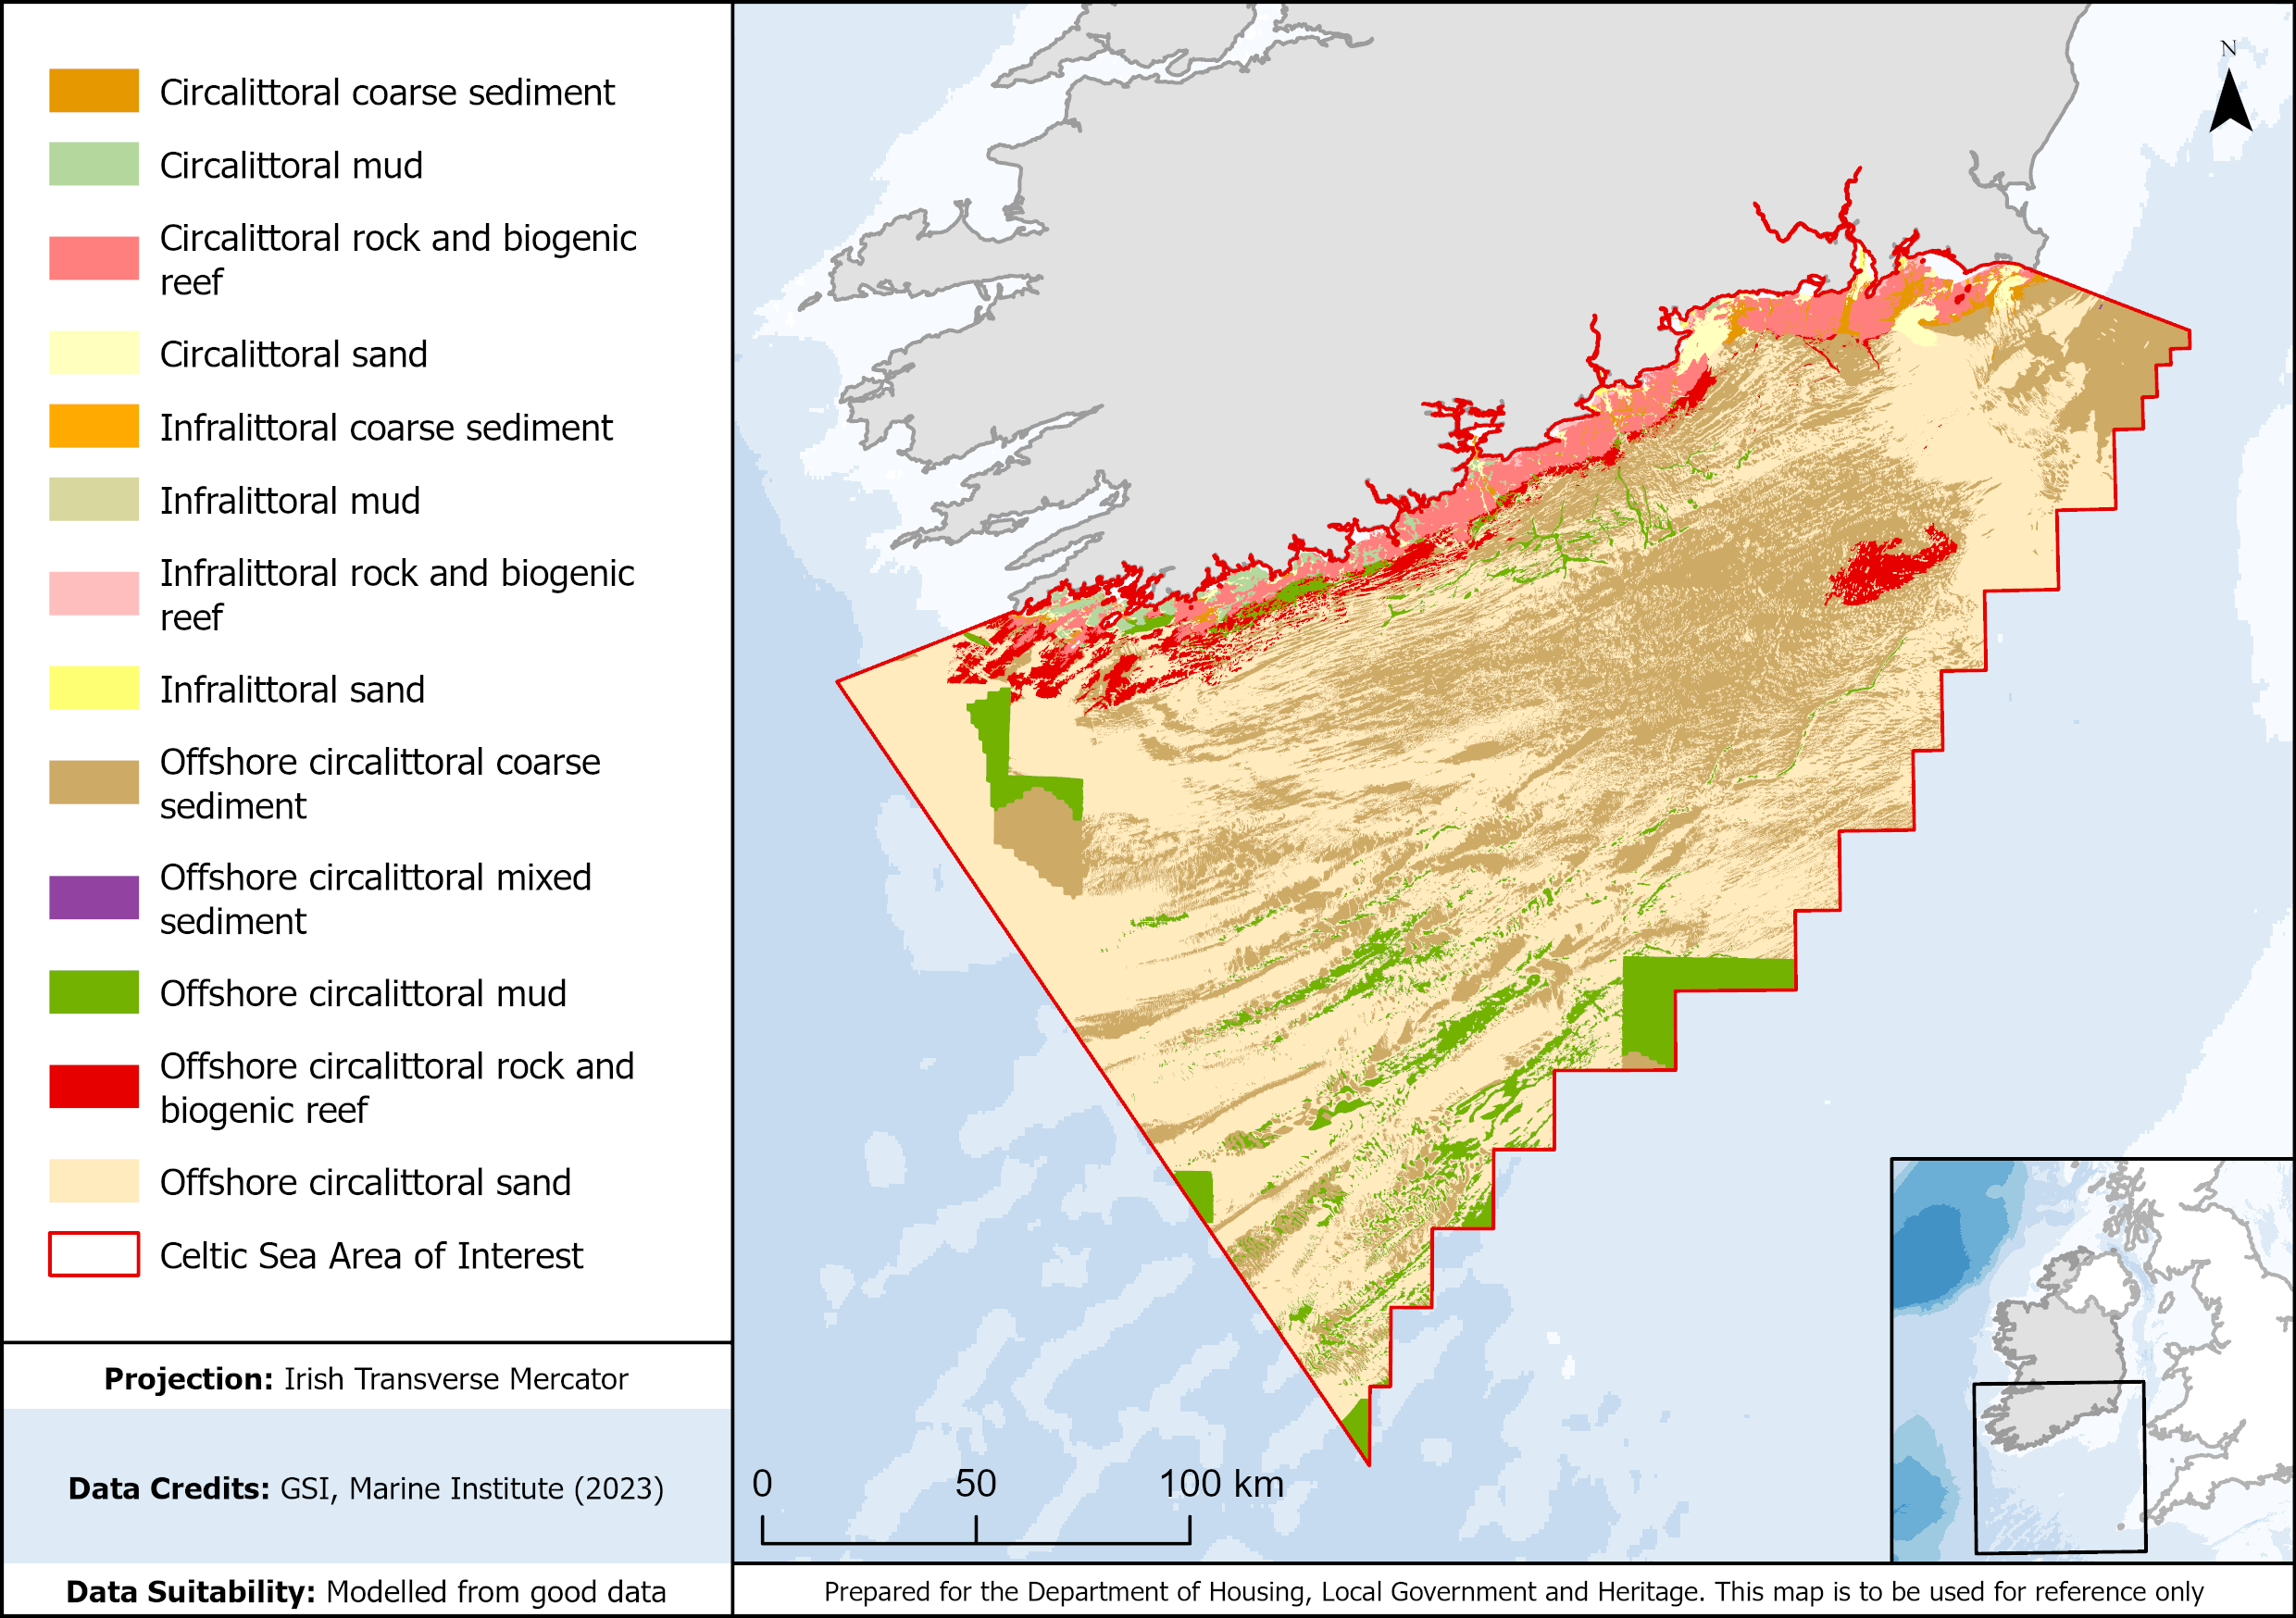 Circalittoral coarse sediment
Circalittoral mud
Circalittoral rock and biogenic
reef
Circalittoral sand
Infralittoral coarse sediment
Infralittoral mud
Infralittoral rock and biogenic
reef
Infralittoral sand
Offshore circalittoral coarse
sediment
Offshore circalittoral mixed
sediment
Offshore circalittoral mud
Offshore circalittoral rock and
biogenic reef
Offshore circalittoral sand
Celtic Sea Area of Interest
Projection: Irish Transverse Mercator
Data Credits: GSI, Marine Institute (2023)
Data Suitability: Modelled from good data
N
0 50 100 km
Prepared for the Department of Housing, Local Government and Heritage. This map is to be used for reference only